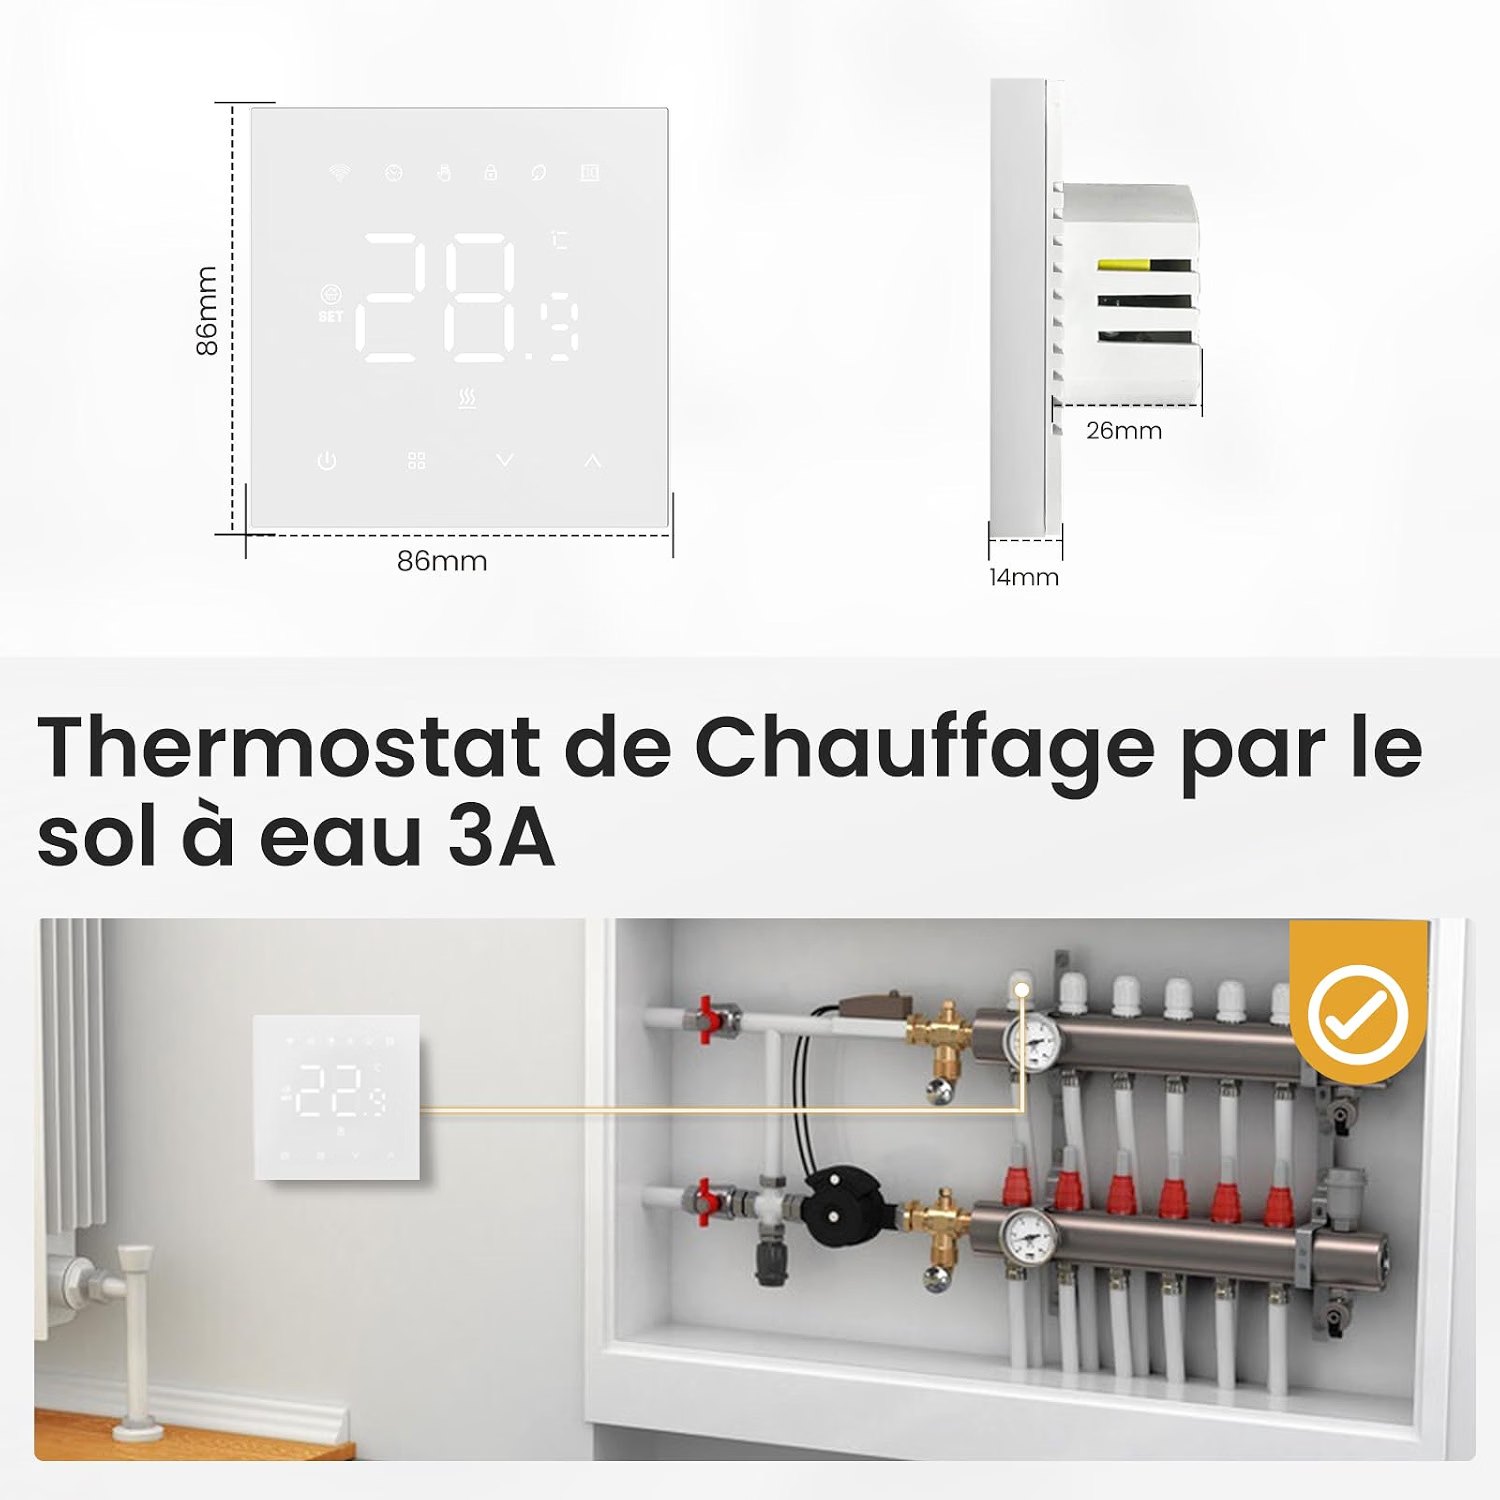 28.9
°C
SET
86mm
86mm
26mm
14mm
Thermostat de Chauffage par le
sol à eau 3A
22.9